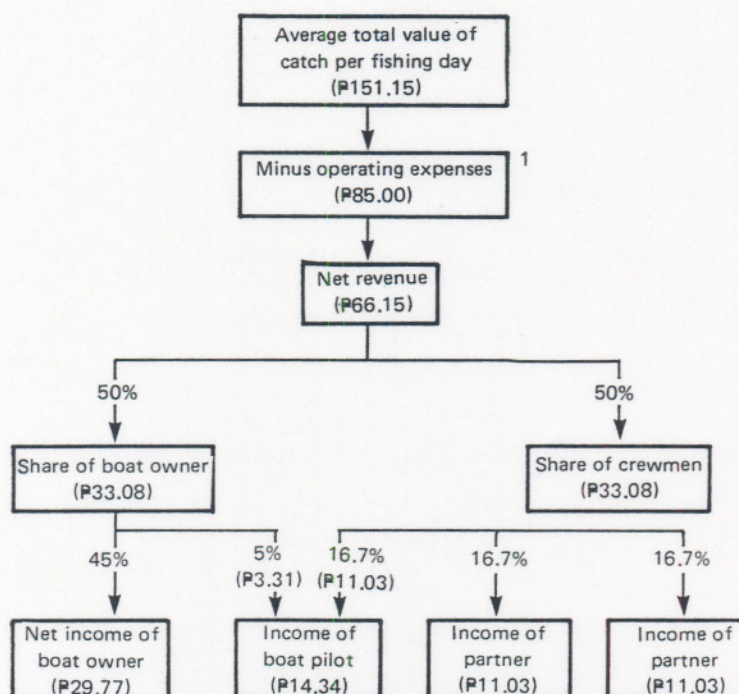 Average total value of
catch per fishing day
(₱151.15)
Minus operating expenses 1
(₱85.00)
Net revenue
(₱66.15)
50%
50%
Share of boat owner
(₱33.08)
Share of crewmen
(₱33.08)
45%
5%
(₱3.31)
16.7%
(₱11.03)
16.7%
16.7%
Net income of
boat owner
(₱29.77)
Income of
boat pilot
(₱14.34)
Income of
partner
(₱11.03)
Income of
partner
(₱11.03)